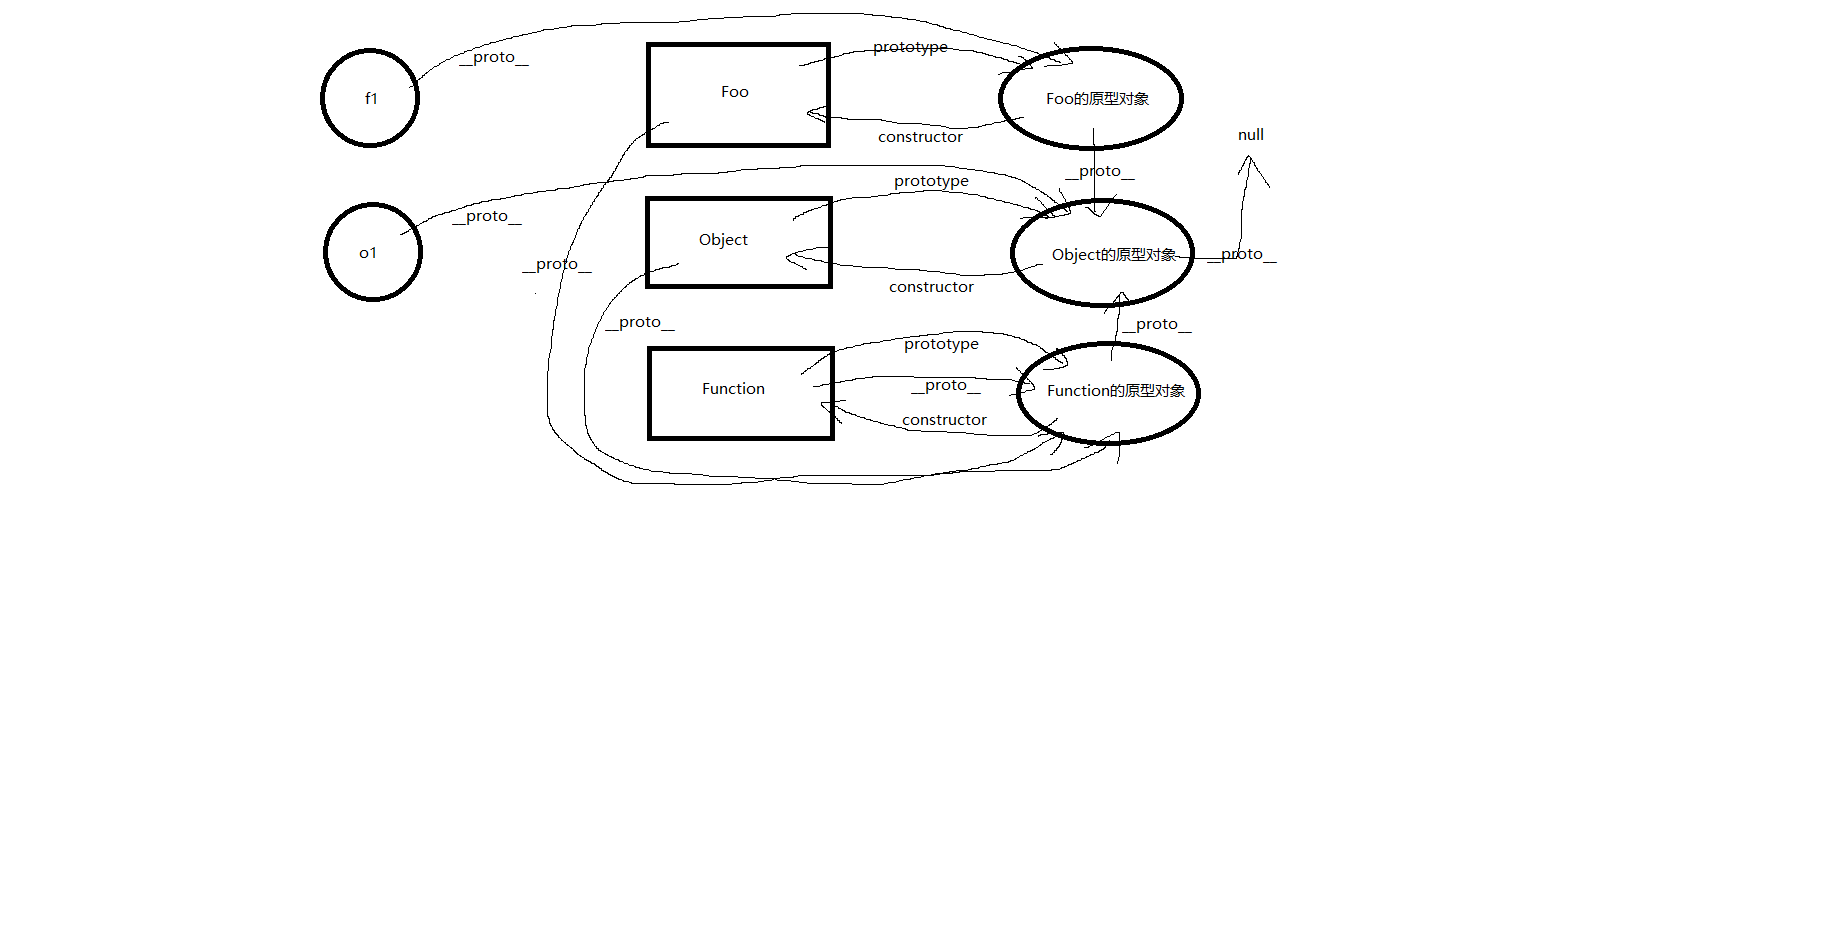 __proto__
prototype
f1
Foo
Foo的原型对象
constructor
null
__proto__
prototype
__proto__
o1
Object
Object的原型对象
__proto__
__proto__
constructor
__proto__
__proto__
prototype
Function
__proto__
Function的原型对象
constructor